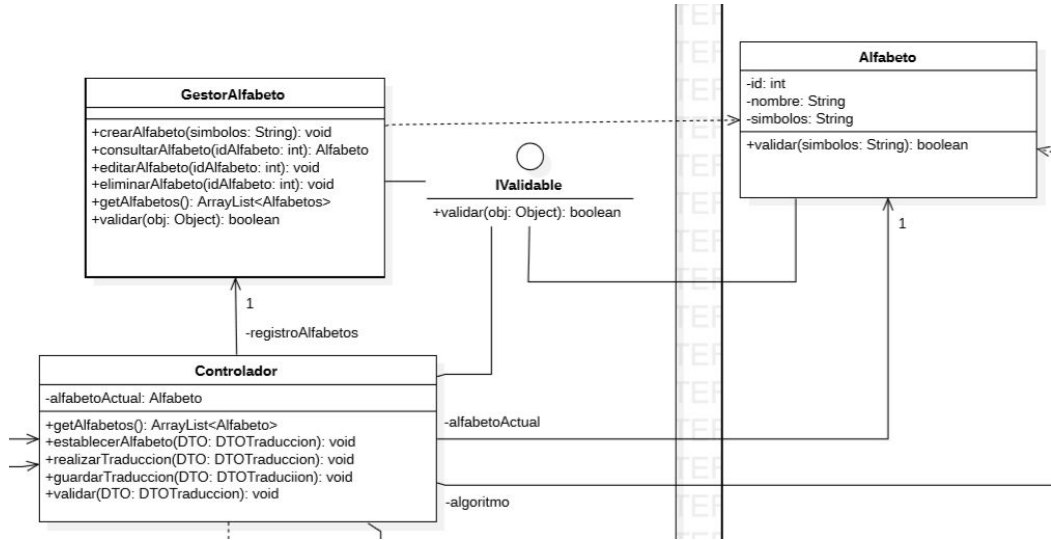 GestorAlfabeto
+crearAlfabeto(simbolos: String): void
+consultarAlfabeto(idAlfabeto: int): Alfabeto
+editarAlfabeto(idAlfabeto: int): void
+eliminarAlfabeto(idAlfabeto: int): void
+getAlfabetos(): ArrayList<Alfabetos>
+validar(obj: Object): boolean
IValidable
+validar(obj: Object): boolean
Alfabeto
-id: int
-nombre: String
-simbolos: String
+validar(simbolos: String): boolean
1
-registroAlfabetos
1
Controlador
-alfabetoActual: Alfabeto
+getAlfabetos(): ArrayList<Alfabeto>
+establecerAlfabeto(DTO: DTOTraduccion): void
+realizarTraduccion(DTO: DTOTraduccion): void
+guardarTraduccion(DTO: DTOTraduciion): void
+validar(DTO: DTOTraduccion): void
-alfabetoActual
-algoritmo